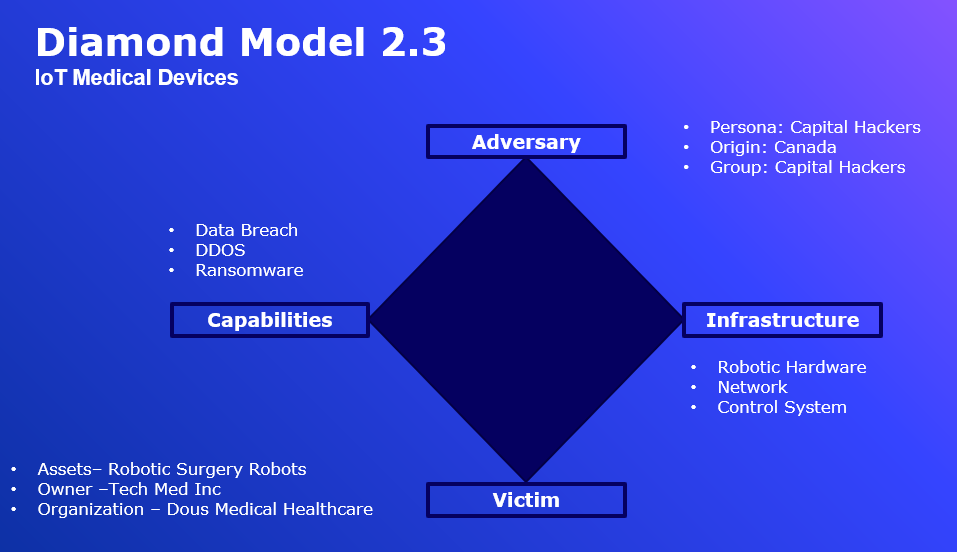 Diamond Model 2.3
IoT Medical Devices
Adversary
• Persona: Capital Hackers
• Origin: Canada
• Group: Capital Hackers
• Data Breach
• DDOS
• Ransomware
Capabilities
Infrastructure
• Robotic Hardware
• Network
• Control System
• Assets– Robotic Surgery Robots
• Owner –Tech Med Inc
• Organization – Dous Medical Healthcare
Victim